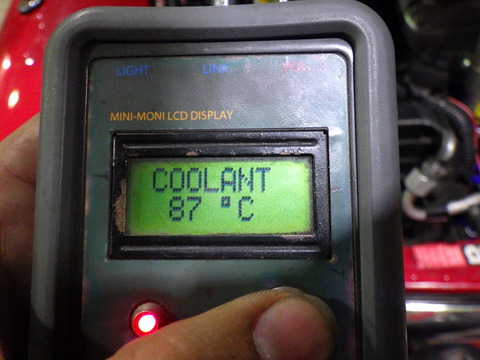 LIGHT LINK
MINI-MONI LCD DISPLAY
COOLANT
87 °C